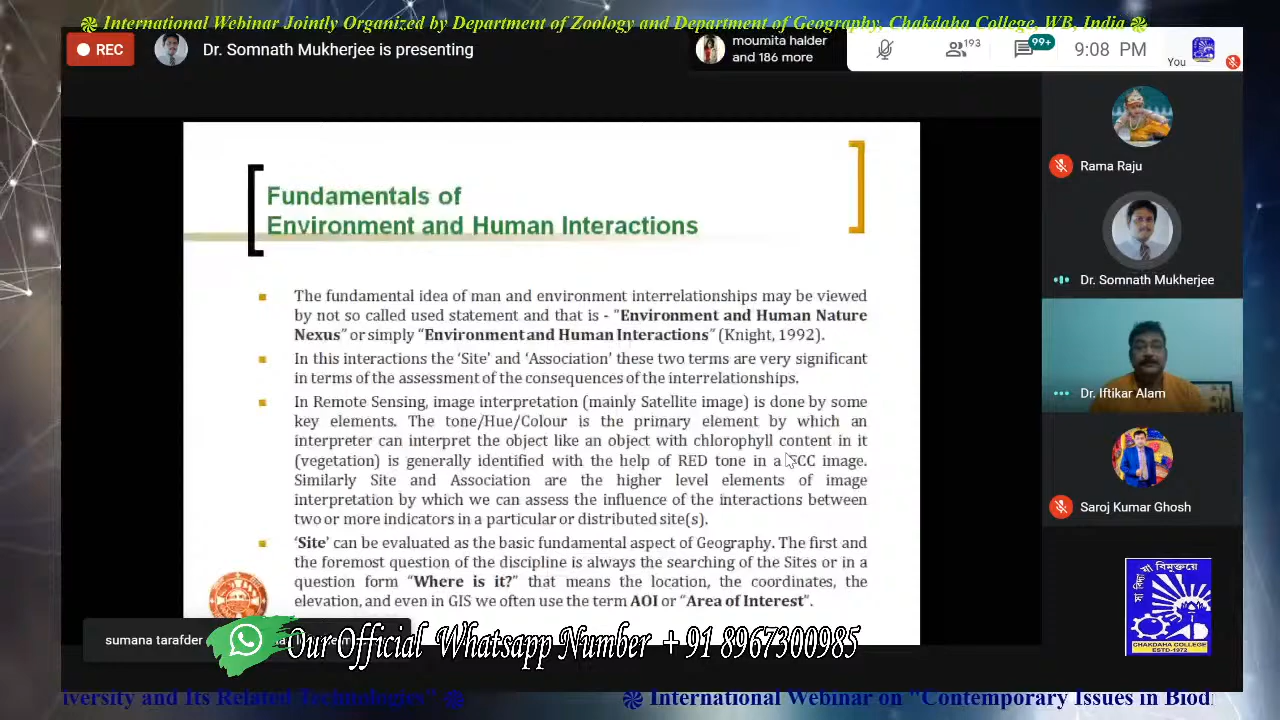 ֍ International Webinar Jointly Organized by Department of Zoology and Department of Geography, Chakdaha College, WB, India ֍
REC
Dr. Somnath Mukherjee is presenting
moumita halder
and 186 more
193
99+
9:08 PM
You
Fundamentals of
Environment and Human Interactions
The fundamental idea of man and environment interrelationships may be viewed
by not so called used statement and that is - "Environment and Human Nature
Nexus" or simply "Environment and Human Interactions" (Knight, 1992).
In this interactions the 'Site' and 'Association' these two terms are very significant
in terms of the assessment of the consequences of the interrelationships.
In Remote Sensing, image interpretation (mainly Satellite image) is done by some
key elements. The tone/Hue/Colour is the primary element by which an
interpreter can interpret the object like an object with chlorophyll content in it
(vegetation) is generally identified with the help of RED tone in a FCC image.
Similarly Site and Association are the higher level elements of image
interpretation by which we can assess the influence of the interactions between
two or more indicators in a particular or distributed site(s).
'Site' can be evaluated as the basic fundamental aspect of Geography. The first and
the foremost question of the discipline is always the searching of the Sites or in a
question form "Where is it?" that means the location, the coordinates, the
elevation, and even in GIS we often use the term AOI or "Area of Interest".
Rama Raju
Dr. Somnath Mukherjee
Dr. Iftikar Alam
Saroj Kumar Ghosh
सा विद्या या विमुक्तये
CHAKDAHA COLLEGE
ESTD-1972
sumana tarafder
Our Official Whatsapp Number + 91 8967300985
iversity and Its Related Technologies" ֍ ֍ International Webinar on "Contemporary Issues in Biod